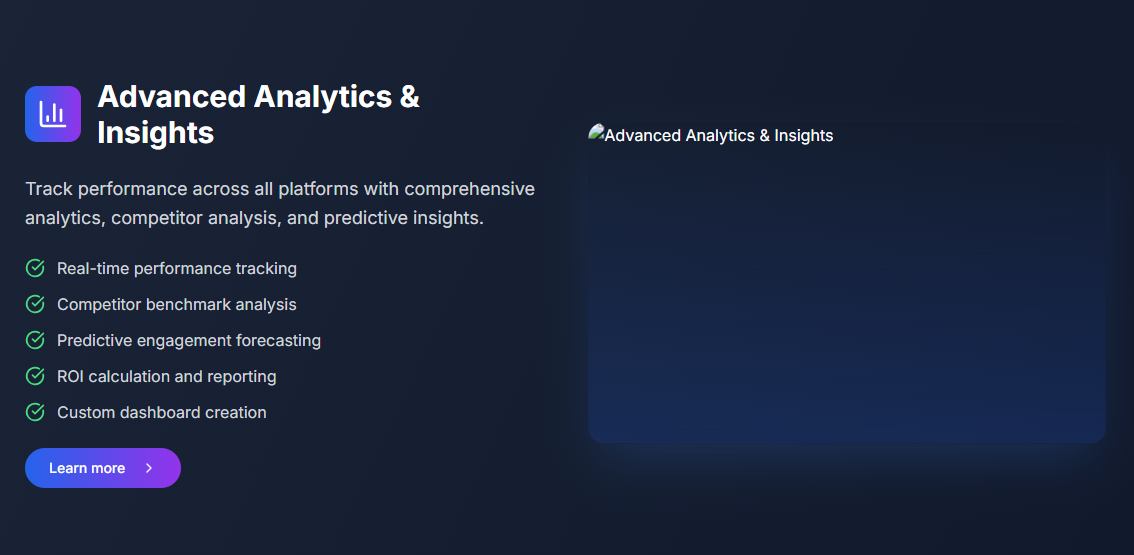 Advanced Analytics &
Insights
Track performance across all platforms with comprehensive
analytics, competitor analysis, and predictive insights.
Real-time performance tracking
Competitor benchmark analysis
Predictive engagement forecasting
ROI calculation and reporting
Custom dashboard creation
Learn more
Advanced Analytics & Insights